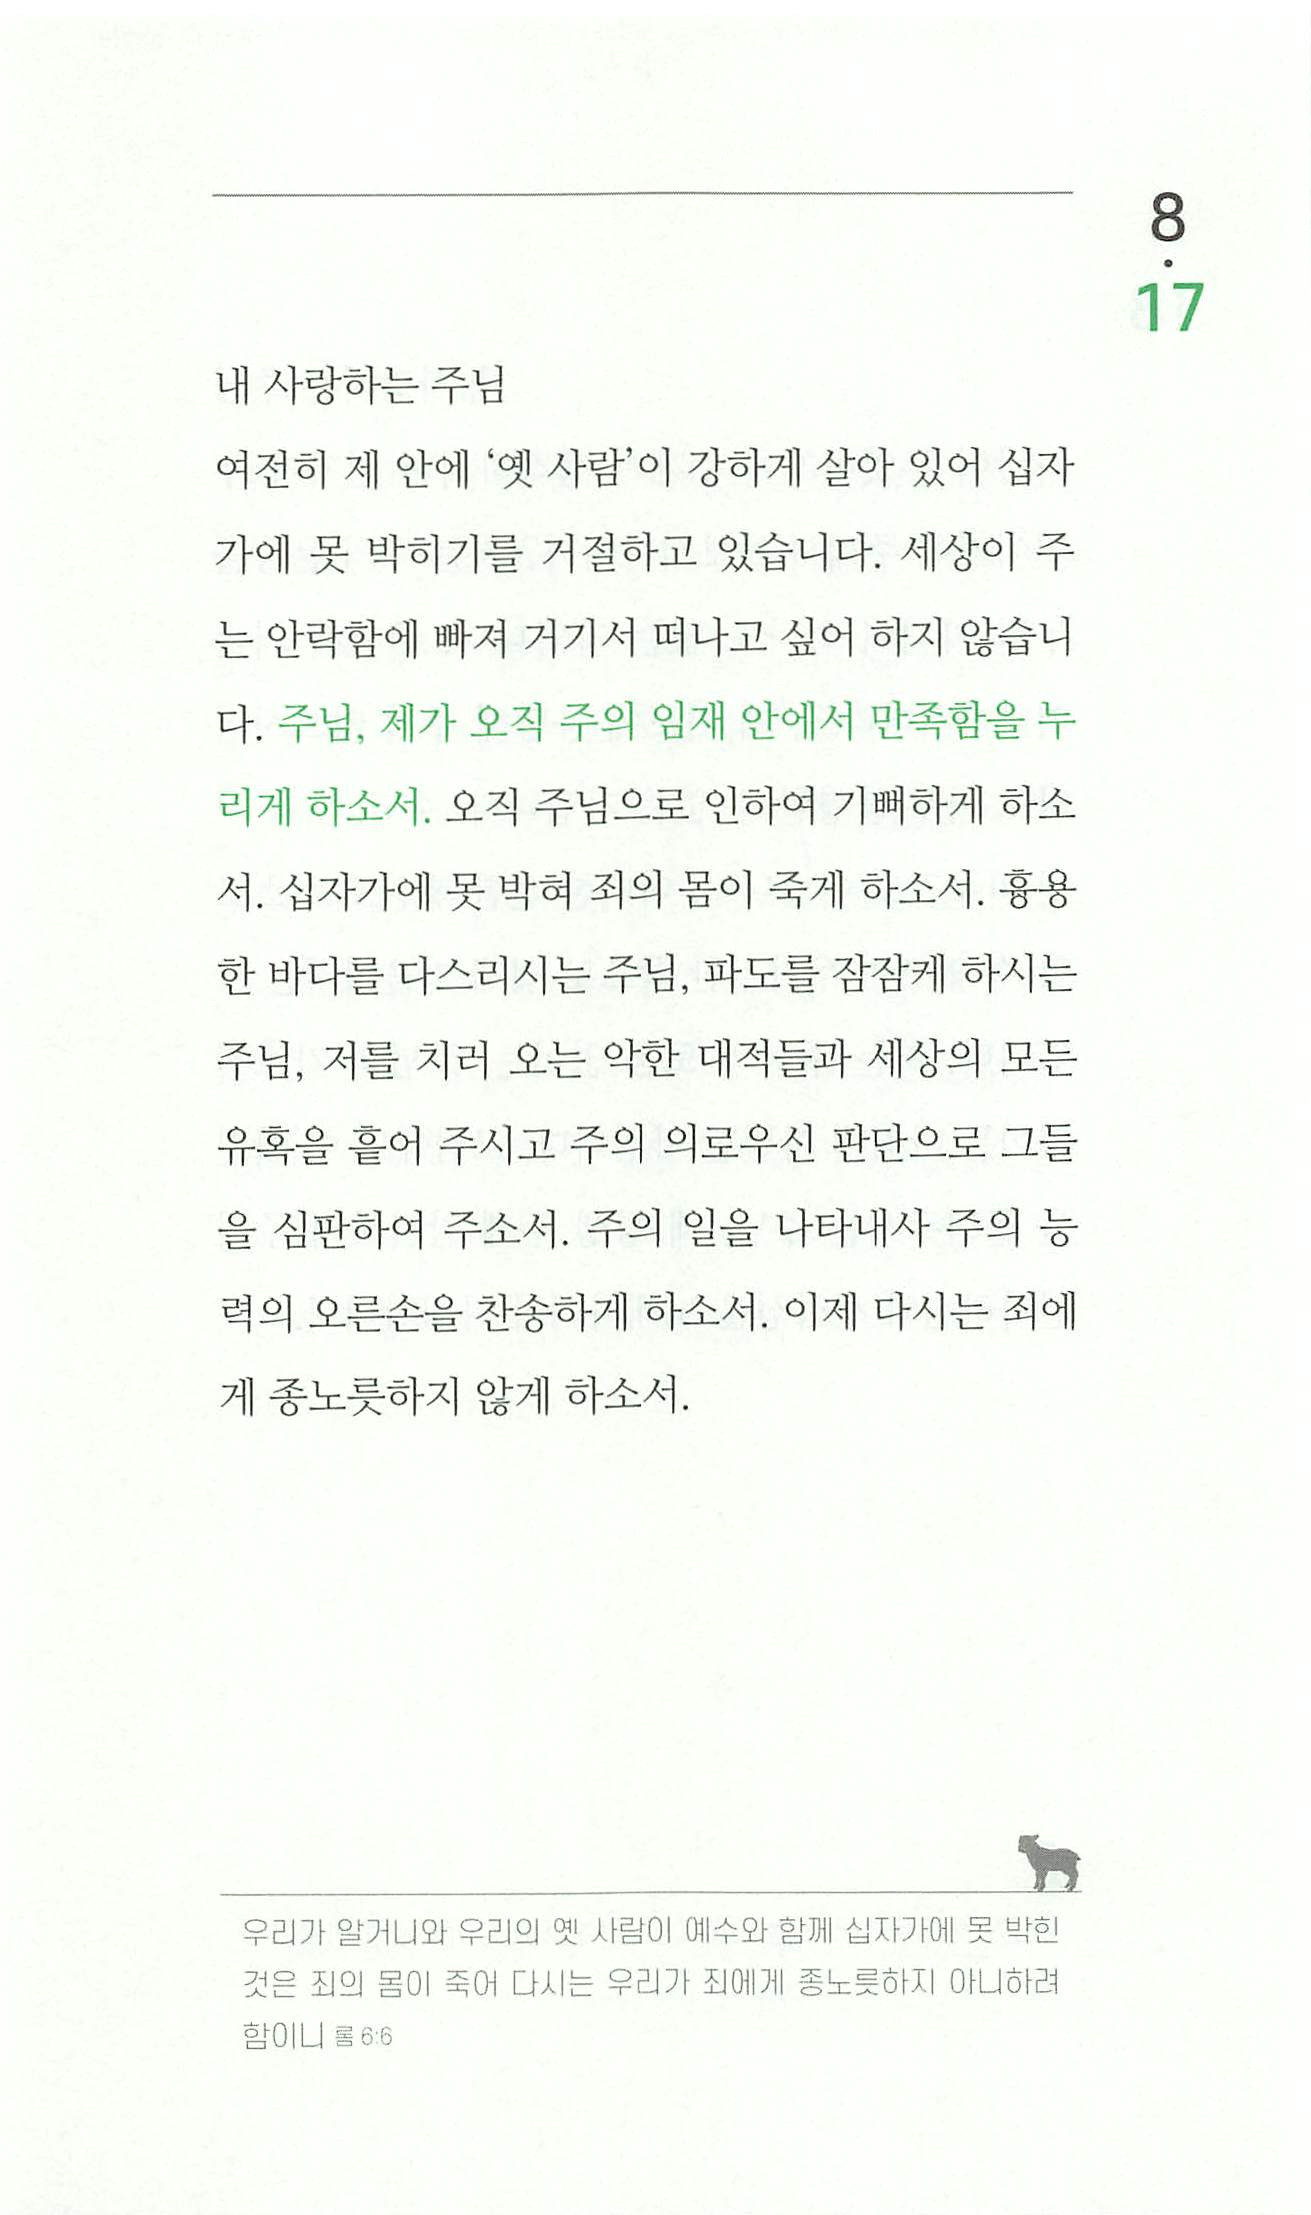 8
·
17
내 사랑하는 주님
여전히 제 안에 ‘옛 사람’이 강하게 살아 있어 십자
가에 못 박히기를 거절하고 있습니다. 세상이 주
는 안락함에 빠져 거기서 떠나고 싶어 하지 않습니
다. 주님, 제가 오직 주의 임재 안에서 만족함을 누
리게 하소서. 오직 주님으로 인하여 기뻐하게 하소
서. 십자가에 못 박혀 죄의 몸이 죽게 하소서. 흉용
한 바다를 다스리시는 주님, 파도를 잠잠케 하시는
주님, 저를 치러 오는 악한 대적들과 세상의 모든
유혹을 흩어 주시고 주의 의로우신 판단으로 그들
을 심판하여 주소서. 주의 일을 나타내사 주의 능
력의 오른손을 찬송하게 하소서. 이제 다시는 죄에
게 종노릇하지 않게 하소서.
우리가 알거니와 우리의 옛 사람이 예수와 함께 십자가에 못 박힌
것은 죄의 몸이 죽어 다시는 우리가 죄에게 종노릇하지 아니하려
함이니 롬 6:6